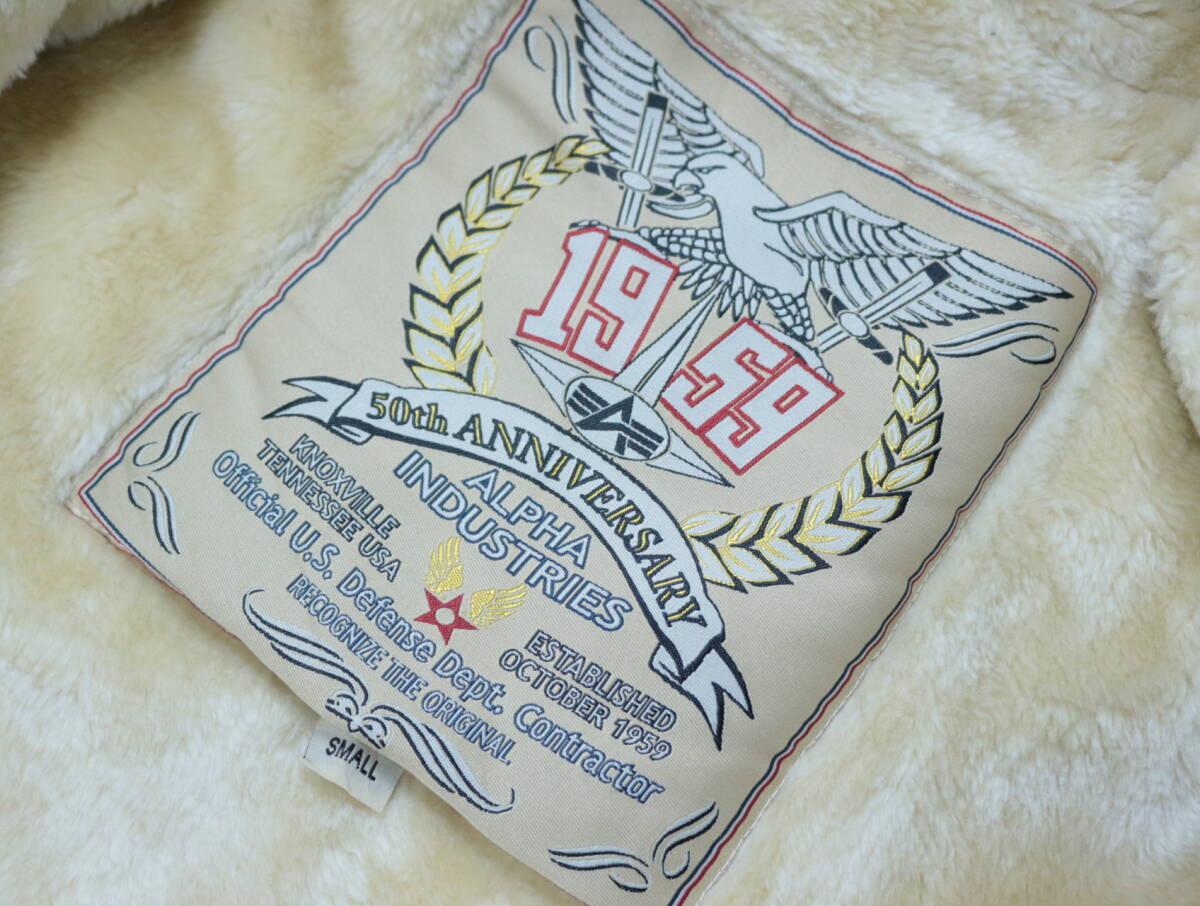 1959
50th ANNIVERSARY
ALPHA
INDUSTRIES
KNOXVILLE
TENNESSEE USA
ESTABLISHED
OCTOBER 1959
Official U.S. Defense Dept. Contractor
RECOGNIZE THE ORIGINAL
SMALL